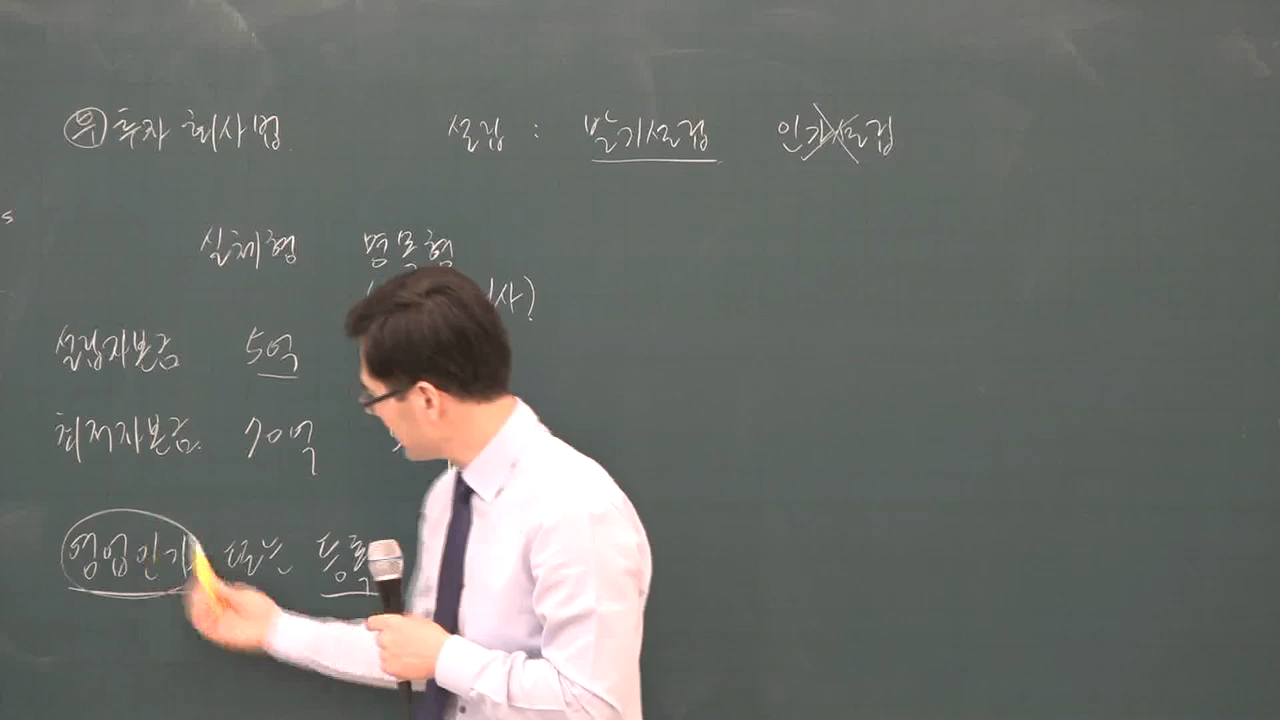 부투자회사법 설립 : 발기설립 인가설립
s
실체형 명목형
( 사)
설립자본금 5억
최저자본금 70억
영업인가 또는 등록